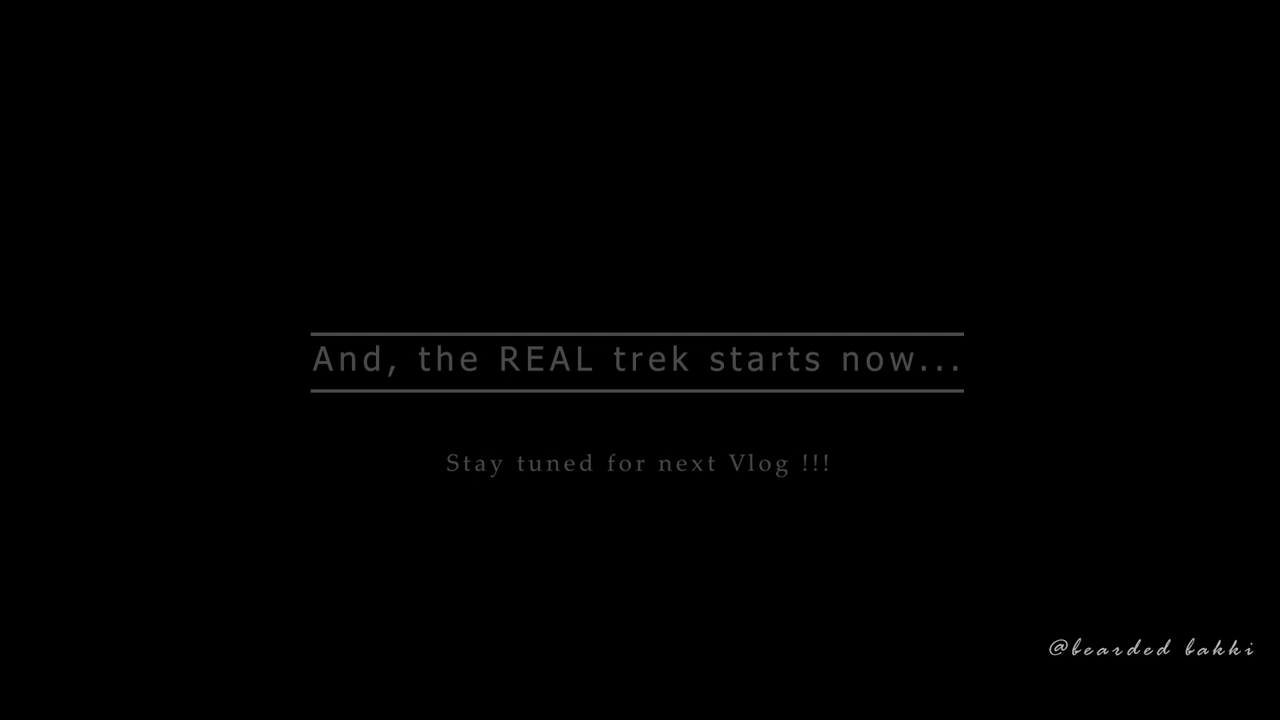 And, the REAL trek starts now...
Stay tuned for next Vlog !!!
@bearded bakki